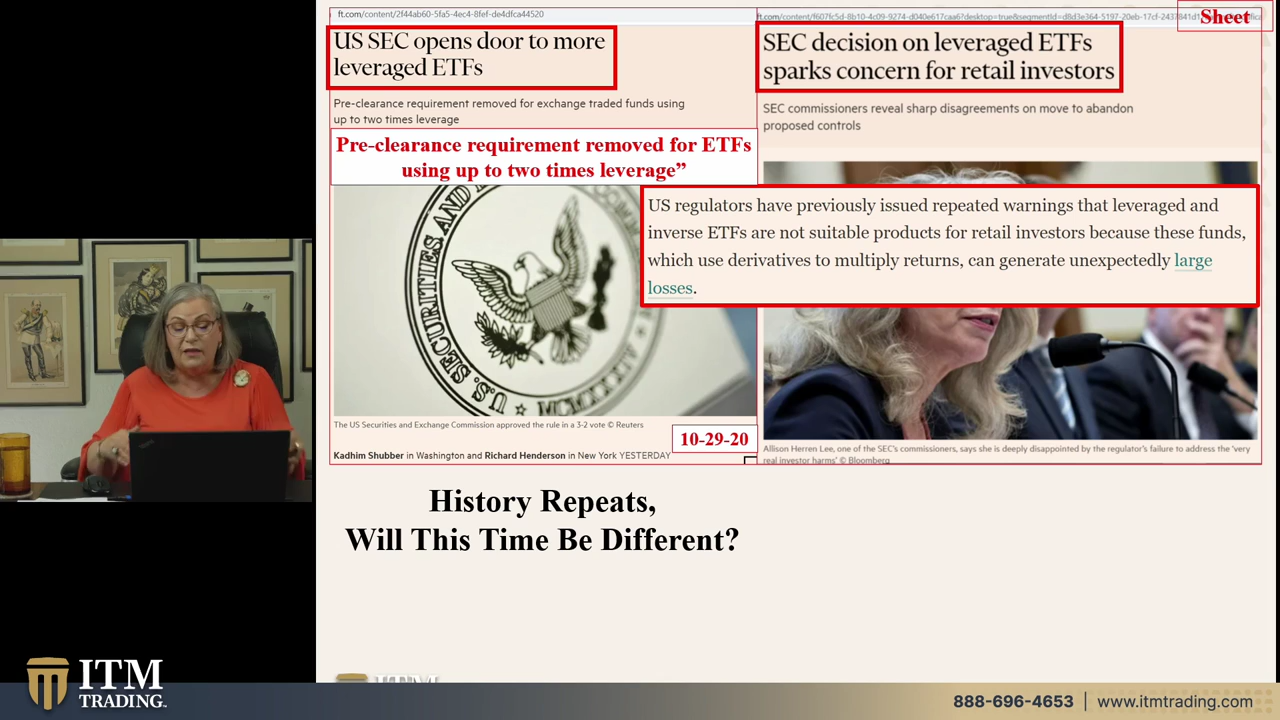 ft.com/content/2f44ab60-5fa5-4ec4-8fef-de4dfca44520
US SEC opens door to more
leveraged ETFs
Pre-clearance requirement removed for exchange traded funds using
up to two times leverage
Pre-clearance requirement removed for ETFs
using up to two times leverage”
U.S. SECURITIES AND EXCHANGE
MCMXXXIV
The US Securities and Exchange Commission approved the rule in a 3-2 vote © Reuters
10-29-20
Kadhim Shubber in Washington and Richard Henderson in New York YESTERDAY
Sheet
SEC decision on leveraged ETFs
sparks concern for retail investors
SEC commissioners reveal sharp disagreements on move to abandon
proposed controls
US regulators have previously issued repeated warnings that leveraged and
inverse ETFs are not suitable products for retail investors because these funds,
which use derivatives to multiply returns, can generate unexpectedly large
losses.
Allison Herren Lee, one of the SEC's commissioners, says she is deeply disappointed by the regulator's failure to address the ‘very
real investor harms’ © Bloomberg
History Repeats,
Will This Time Be Different?
ITM
TRADING
888-696-4653 | www.itmtrading.com